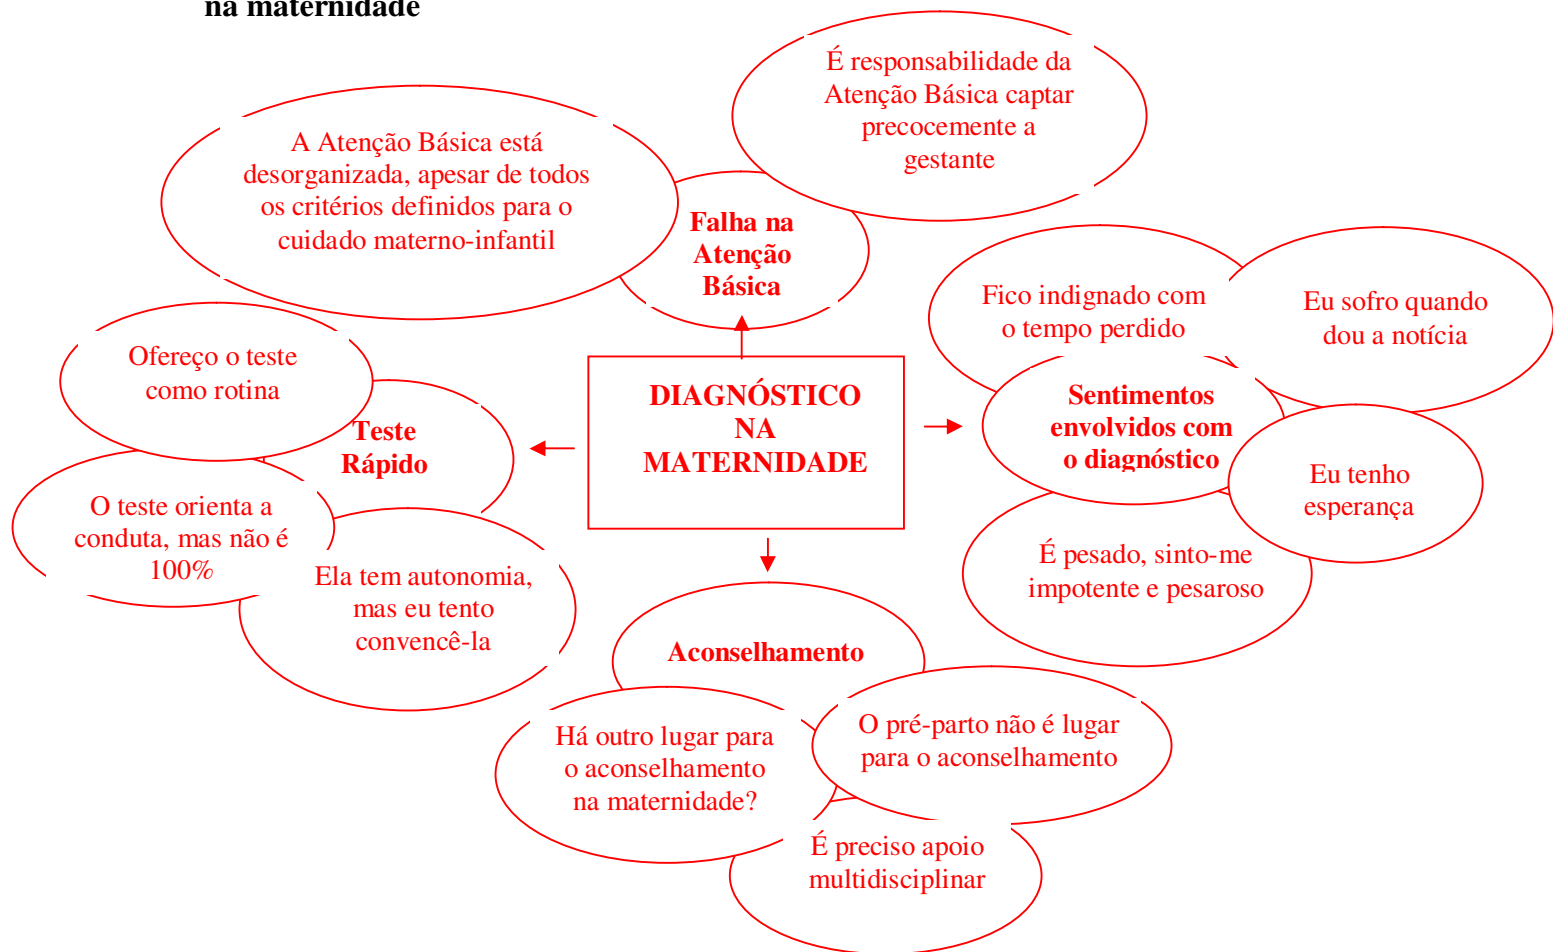 na maternidade
É responsabilidade da
Atenção Básica captar
precocemente a
gestante
A Atenção Básica está
desorganizada, apesar de todos
os critérios definidos para o
cuidado materno-infantil
Falha na
Atenção
Básica
Fico indignado com
o tempo perdido
Eu sofro quando
dou a notícia
Ofereço o teste
como rotina
Teste
Rápido
DIAGNÓSTICO
NA
MATERNIDADE
Sentimentos
envolvidos com
o diagnóstico
Eu tenho
esperança
O teste orienta a
conduta, mas não é
100%
Ela tem autonomia,
mas eu tento
convencê-la
É pesado, sinto-me
impotente e pesaroso
Aconselhamento
Há outro lugar para
o aconselhamento
na maternidade?
O pré-parto não é lugar
para o aconselhamento
É preciso apoio
multidisciplinar